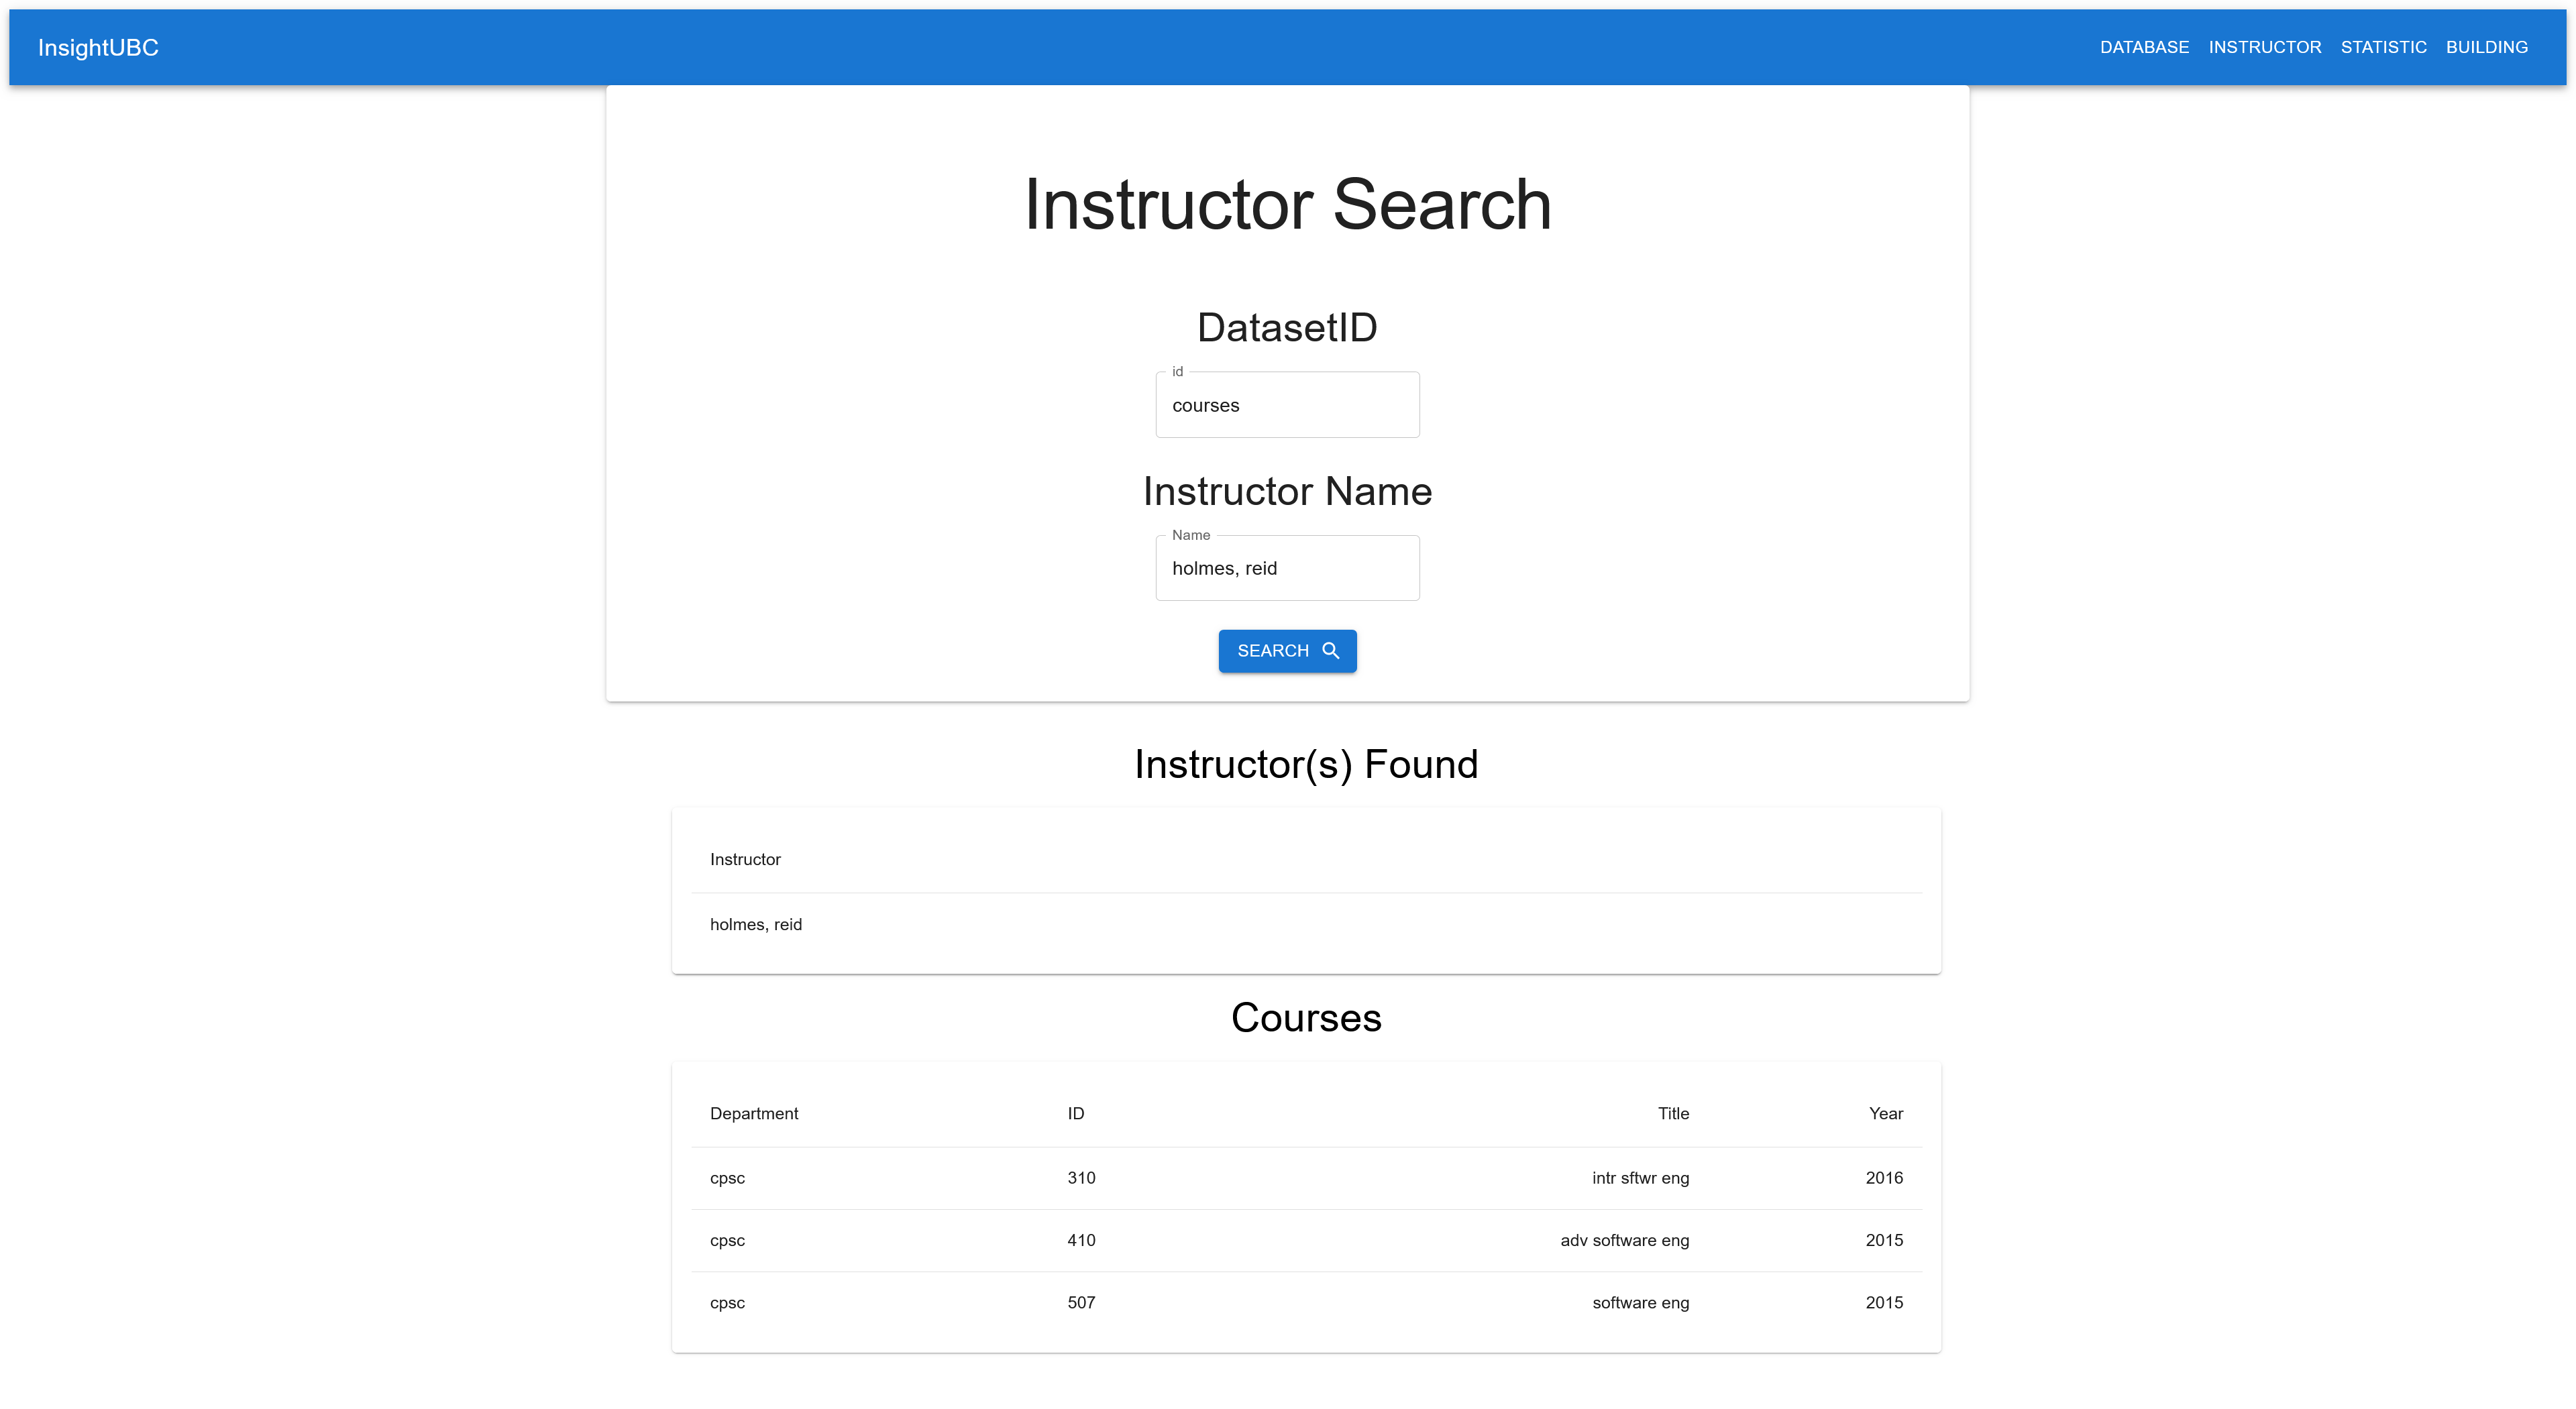 InsightUBC DATABASE INSTRUCTOR STATISTIC BUILDING
Instructor Search
DatasetID
id
courses
Instructor Name
Name
holmes, reid
SEARCH
Instructor(s) Found
Instructor
holmes, reid
Courses
Department ID Title Year
cpsc 310 intr sftwr eng 2016
cpsc 410 adv software eng 2015
cpsc 507 software eng 2015